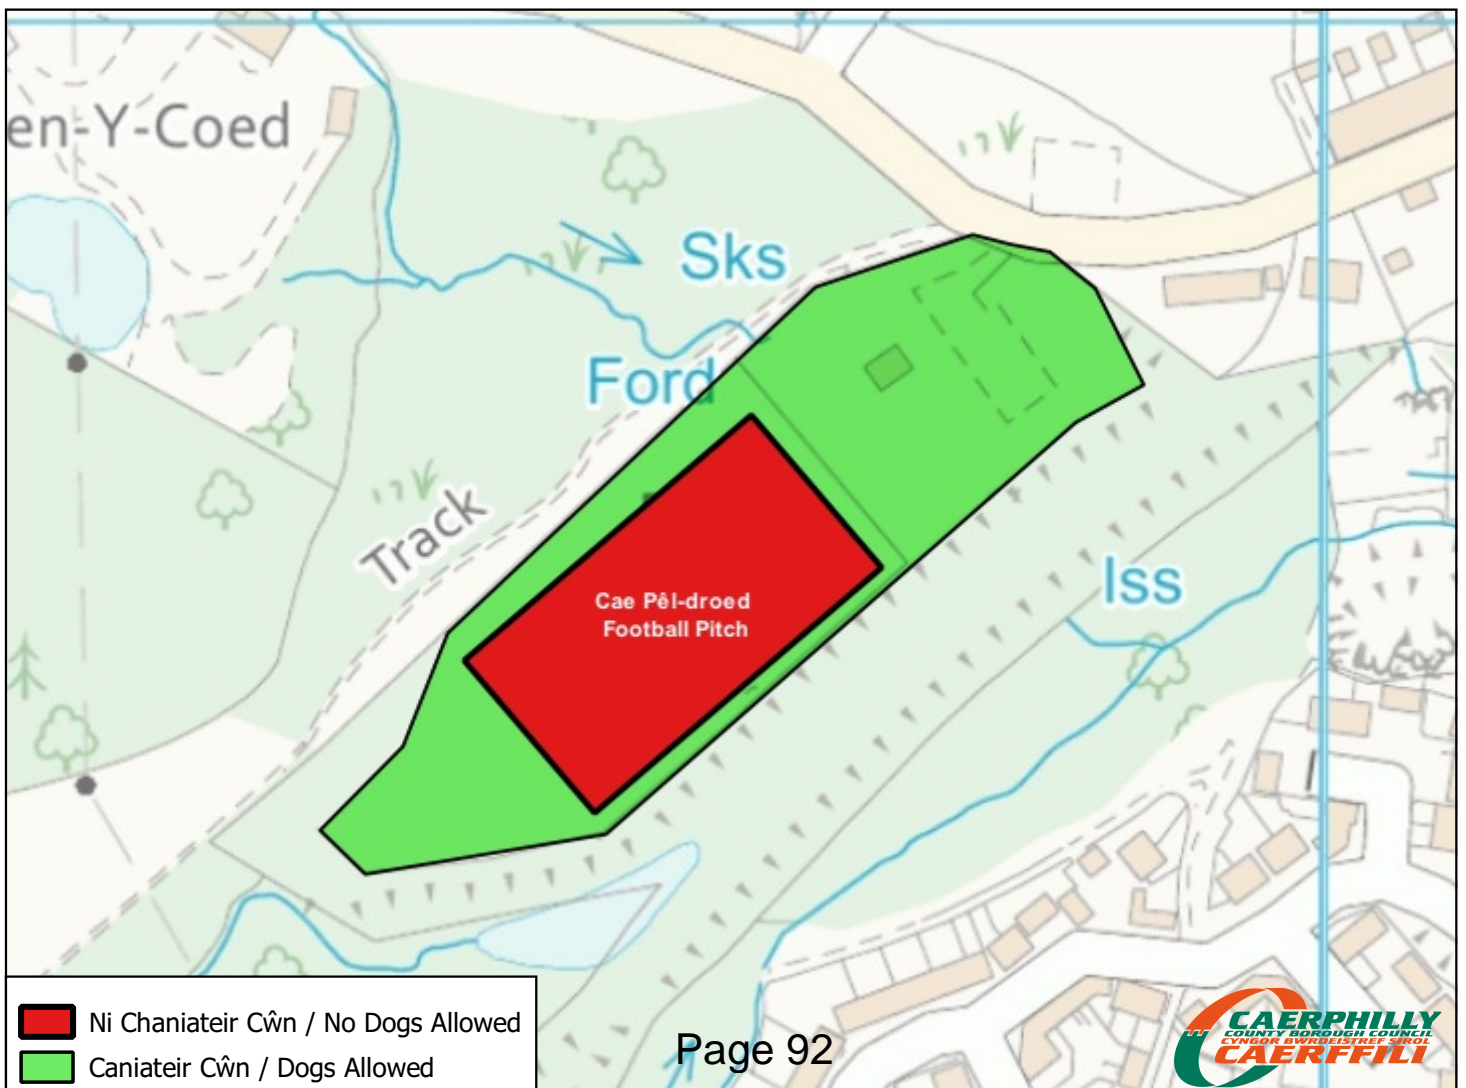 en-Y-Coed
Sks
Ford
Track
Iss
Cae Pêl-droed
Football Pitch
Ni Chaniateir Cŵn / No Dogs Allowed
Caniateir Cŵn / Dogs Allowed
Page 92
CAERPHILLY
COUNTY BOROUGH COUNCIL
CYNGOR BWRDEISTREF SIROL
CAERFFILI